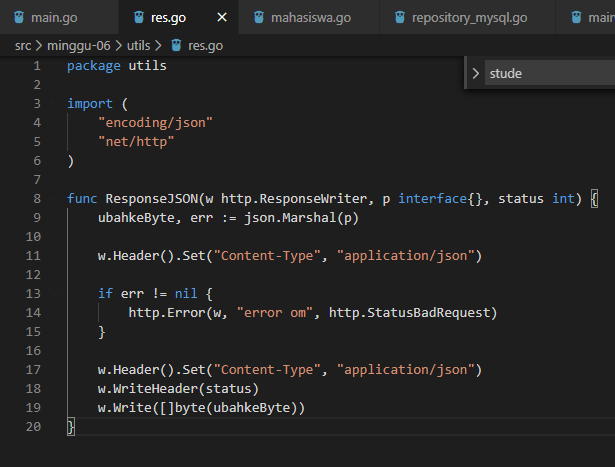 main.go res.go × mahasiswa.go repository_mysql.go main
src > minggu-06 > utils > res.go
> stude
1 package utils
2
3 import (
4 "encoding/json"
5 "net/http"
6 )
7
8 func ResponseJSON(w http.ResponseWriter, p interface{}, status int) {
9 ubahkeByte, err := json.Marshal(p)
10
11 w.Header().Set("Content-Type", "application/json")
12
13 if err != nil {
14 http.Error(w, "error om", http.StatusBadRequest)
15 }
16
17 w.Header().Set("Content-Type", "application/json")
18 w.WriteHeader(status)
19 w.Write([]byte(ubahkeByte))
20 }